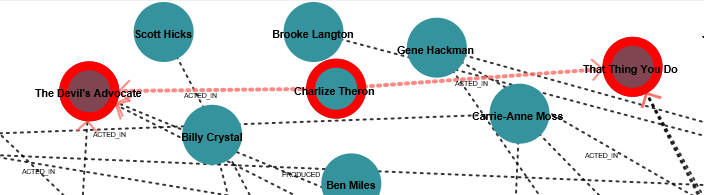 Scott Hicks
Brooke Langton
Gene Hackman
That Thing You Do
ACTED_IN
The Devil's Advocate
Charlize Theron
ACTED_IN
Carrie-Anne Moss
ACTED_IN
Billy Crystal
ACTED_IN
ACTED_IN
PRODUCED
Ben Miles